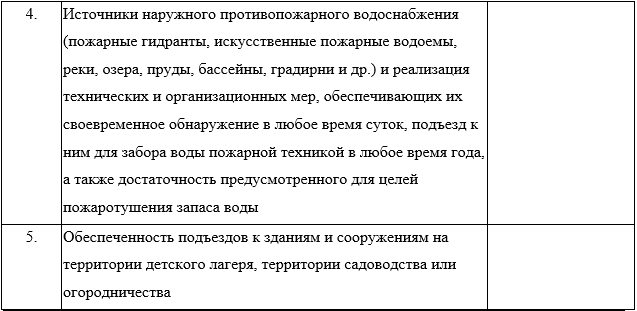 4. Источники наружного противопожарного водоснабжения
(пожарные гидранты, искусственные пожарные водоемы,
реки, озера, пруды, бассейны, градирни и др.) и реализация
технических и организационных мер, обеспечивающих их
своевременное обнаружение в любое время суток, подъезд к
ним для забора воды пожарной техникой в любое время года,
а также достаточность предусмотренного для целей
пожаротушения запаса воды
5. Обеспеченность подъездов к зданиям и сооружениям на
территории детского лагеря, территории садоводства или
огородничества